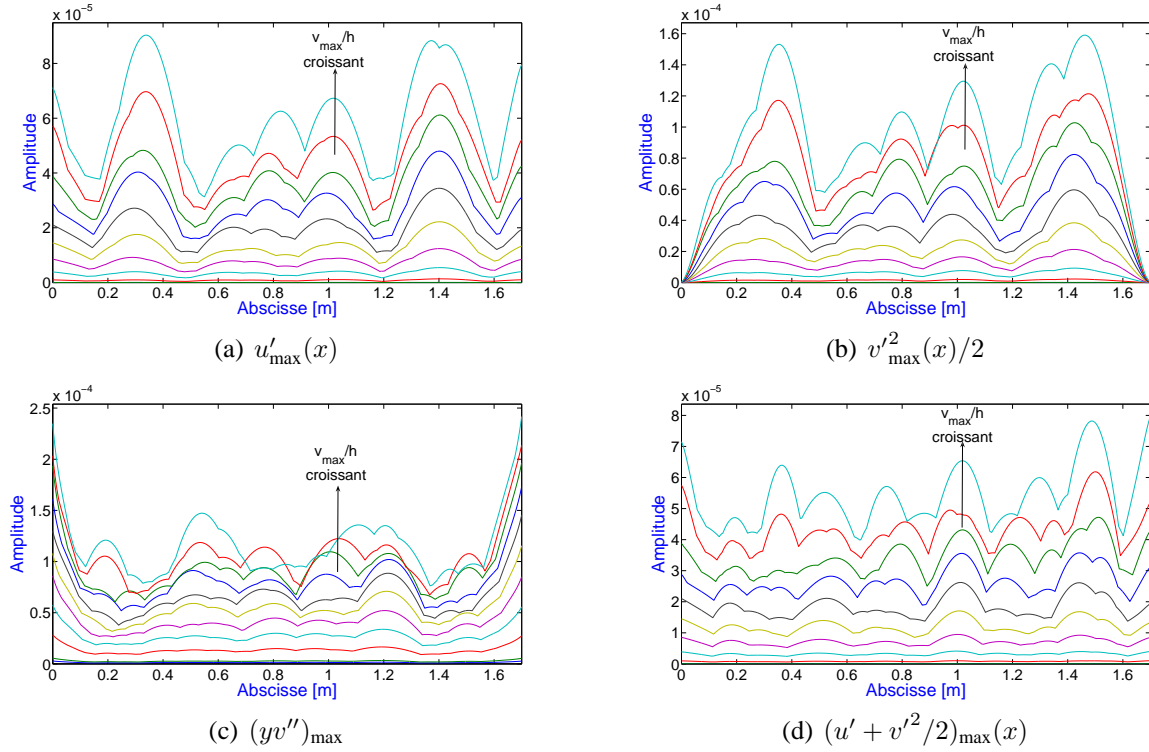 x 10⁻⁵
8
6
4
2
0
Amplitude
v_max/h
croissant
0 0.2 0.4 0.6 0.8 1 1.2 1.4 1.6
Abscisse [m]
(a) u′_max(x)
x 10⁻⁴
1.6
1.4
1.2
1
0.8
0.6
0.4
0.2
0
Amplitude
v_max/h
croissant
0 0.2 0.4 0.6 0.8 1 1.2 1.4 1.6
Abscisse [m]
(b) v′²_max(x)/2
x 10⁻⁴
2.5
2
1.5
1
0.5
0
Amplitude
v_max/h
croissant
0 0.2 0.4 0.6 0.8 1 1.2 1.4 1.6
Abscisse [m]
(c) (yv″)_max
x 10⁻⁵
8
7
6
5
4
3
2
1
0
Amplitude
v_max/h
croissant
0 0.2 0.4 0.6 0.8 1 1.2 1.4 1.6
Abscisse [m]
(d) (u′ + v′²/2)_max(x)